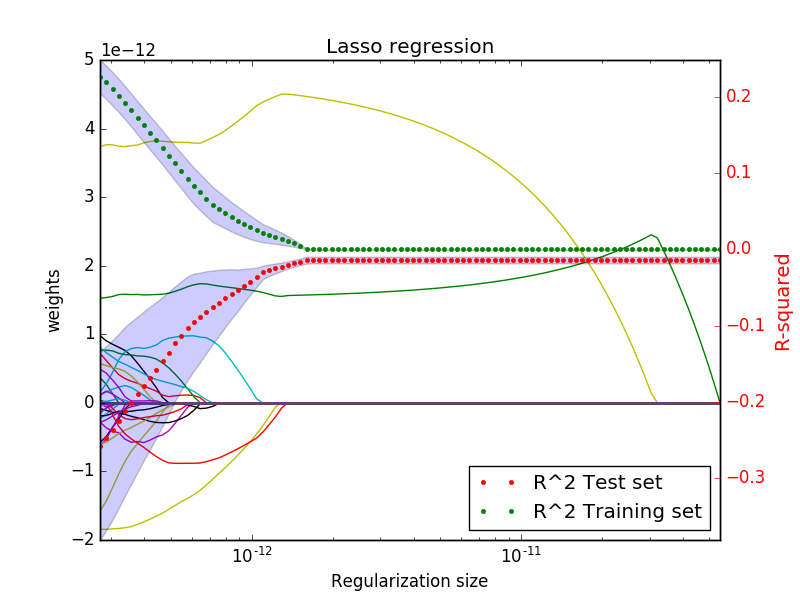 Lasso regression
1e−12
5
4
3
2
1
0
−1
−2
weights
0.2
0.1
0.0
−0.1
−0.2
−0.3
R-squared
R^2 Test set
R^2 Training set
10^-12
10^-11
Regularization size